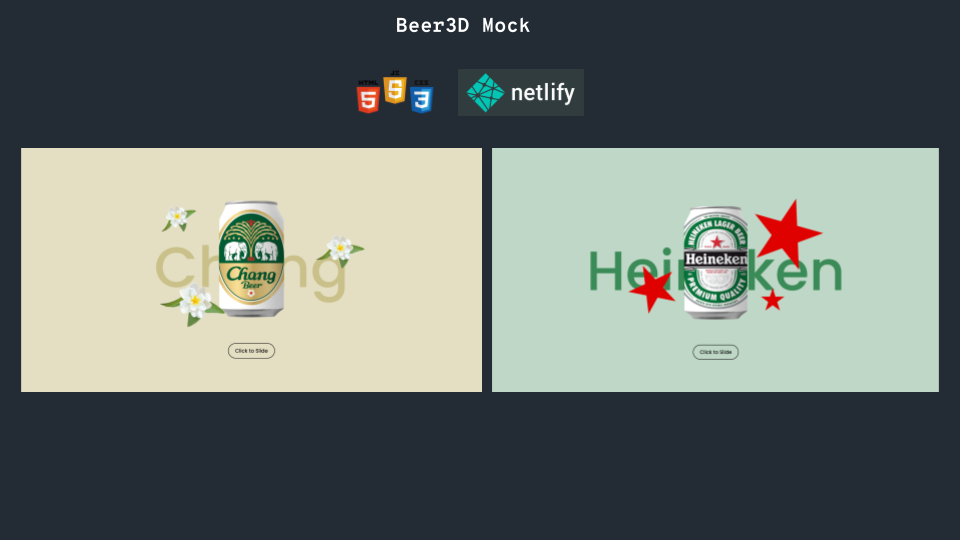 Beer3D Mock
HTML
5
JS
5
CSS
3
netlify
Chang
Chang
Beer
Click to Slide
Heineken
HEINEKEN LAGER BEER
Heineken
PREMIUM QUALITY
Click to Slide